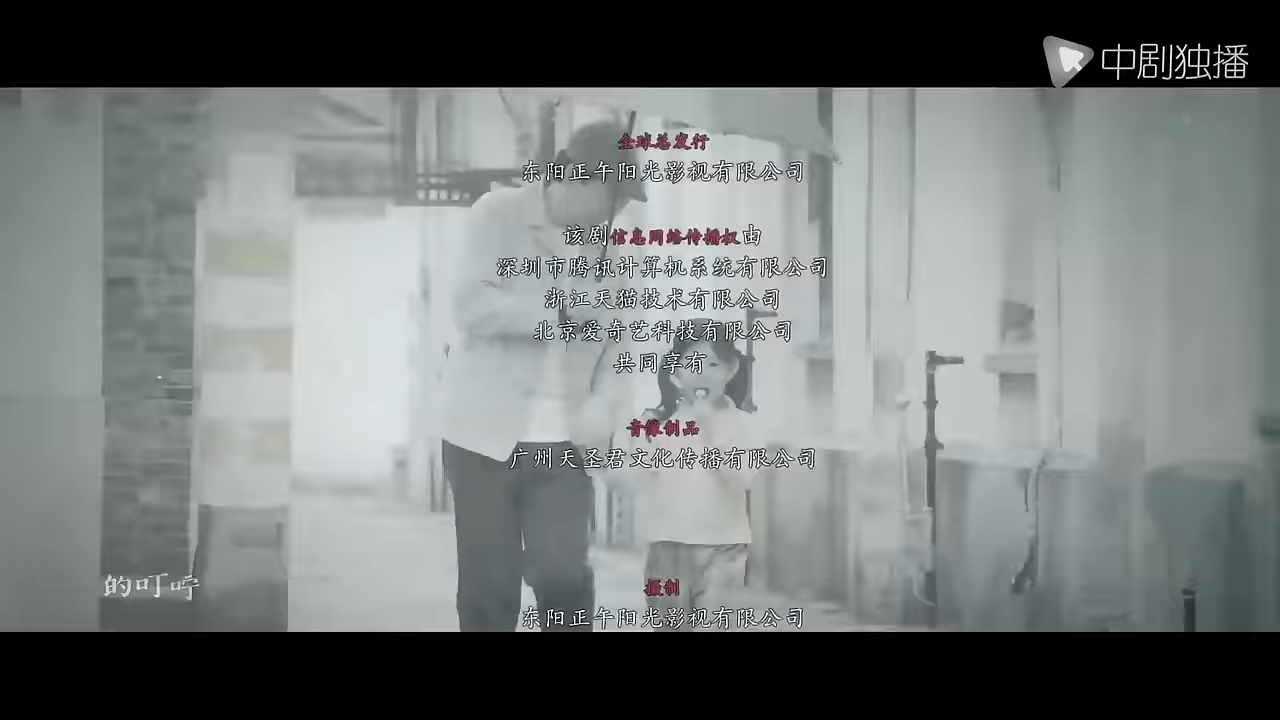 中剧独播
全球总发行
东阳正午阳光影视有限公司
该剧信息网络传播权由
深圳市腾讯计算机系统有限公司
浙江天猫技术有限公司
北京爱奇艺科技有限公司
共同享有
音像制品
广州天圣君文化传播有限公司
的叮咛
摄制
东阳正午阳光影视有限公司